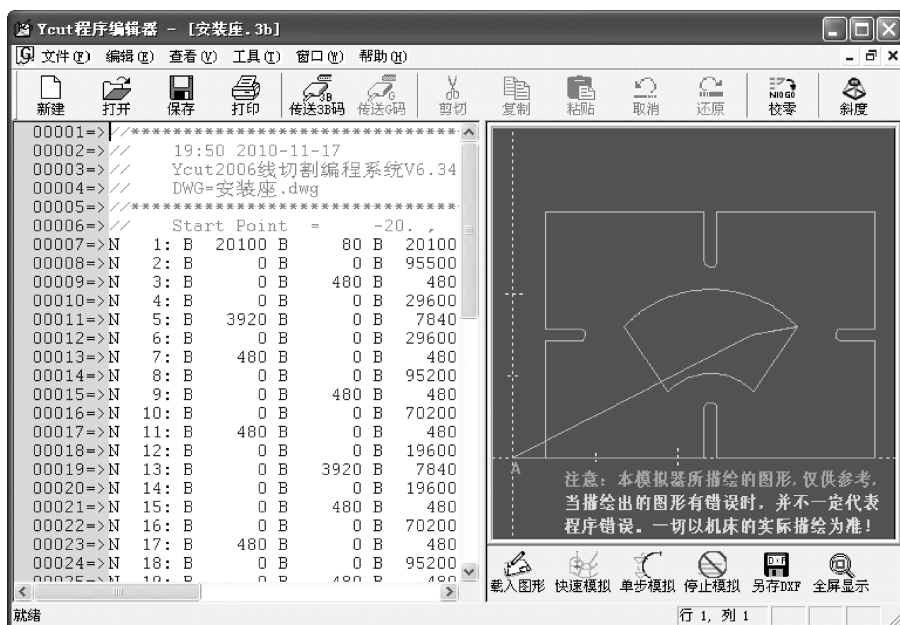 Ycut程序编辑器 - [安装座.3b]
文件(F) 编辑(E) 查看(V) 工具(T) 窗口(W) 帮助(H)
新建 打开 保存 打印 传送3B码 传送G码 剪切 复制 粘贴 取消 还原 校零 斜度
00001=>//***********************************
00002=>// 19:50 2010-11-17
00003=>// Ycut2006线切割编程系统V6.34
00004=>// DWG=安装座.dwg
00005=>//***********************************
00006=>// Start Point = -20. ,
00007=>N 1: B 20100 B 80 B 20100
00008=>N 2: B 0 B 0 B 95500
00009=>N 3: B 0 B 480 B 480
00010=>N 4: B 0 B 0 B 29600
00011=>N 5: B 3920 B 0 B 7840
00012=>N 6: B 0 B 0 B 29600
00013=>N 7: B 480 B 0 B 480
00014=>N 8: B 0 B 0 B 95200
00015=>N 9: B 0 B 480 B 480
00016=>N 10: B 0 B 0 B 70200
00017=>N 11: B 480 B 0 B 480
00018=>N 12: B 0 B 0 B 19600
00019=>N 13: B 0 B 3920 B 7840
00020=>N 14: B 0 B 0 B 19600
00021=>N 15: B 0 B 480 B 480
00022=>N 16: B 0 B 0 B 70200
00023=>N 17: B 480 B 0 B 480
00024=>N 18: B 0 B 0 B 95200
A
注意: 本模拟器所描绘的图形,仅供参考,
当描绘出的图形有错误时, 并不一定代表
程序错误。一切以机床的实际描绘为准!
载入图形 快速模拟 单步模拟 停止模拟 另存DXF 全屏显示
就绪
行 1, 列 1